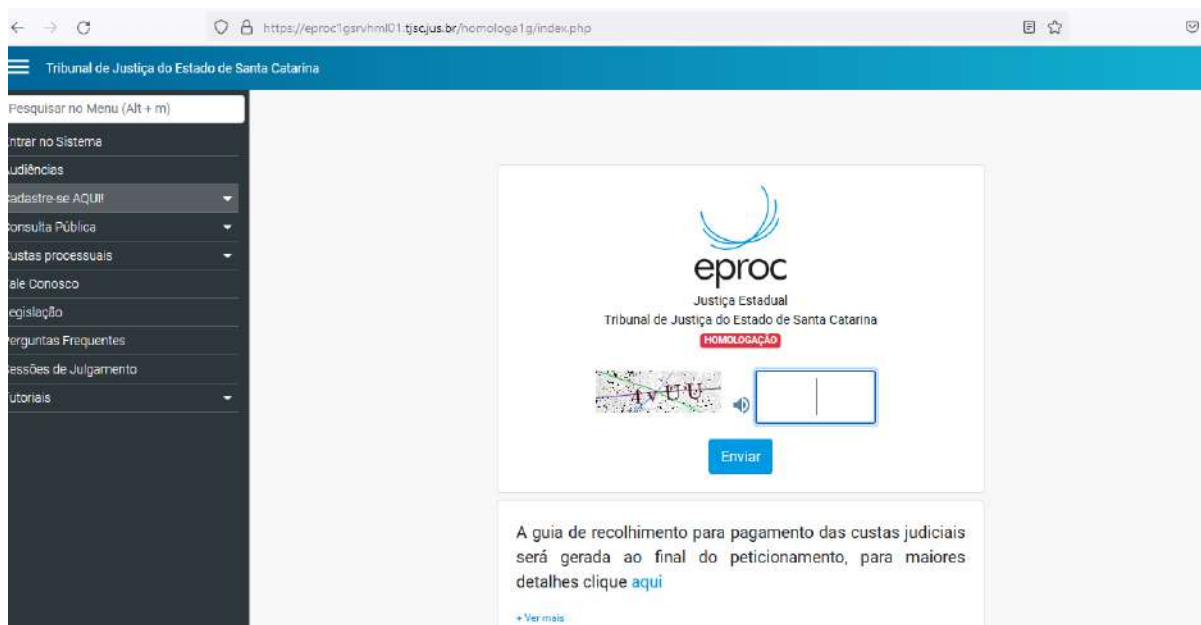 https://eproc1gsrvhml01.tjsc.jus.br/homologa1g/index.php
Tribunal de Justiça do Estado de Santa Catarina
Pesquisar no Menu (Alt + m)
ntrar no Sistema
udiências
adastre-se AQUI!
onsulta Pública
ustas processuais
ale Conosco
egislação
erguntas Frequentes
essões de Julgamento
utoriais
eproc
Justiça Estadual
Tribunal de Justiça do Estado de Santa Catarina
HOMOLOGAÇÃO
Enviar
A guia de recolhimento para pagamento das custas judiciais
será gerada ao final do peticionamento, para maiores
detalhes clique aqui
+ Ver mais